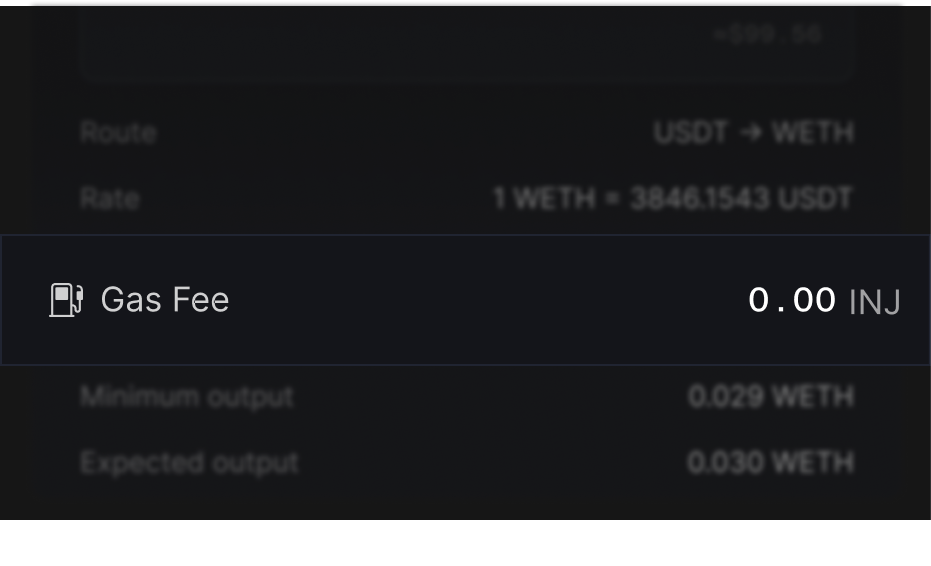 ≈$99.56
Route USDT → WETH
Rate 1 WETH = 3846.1543 USDT
Gas Fee 0.00 INJ
Minimum output 0.029 WETH
Expected output 0.030 WETH